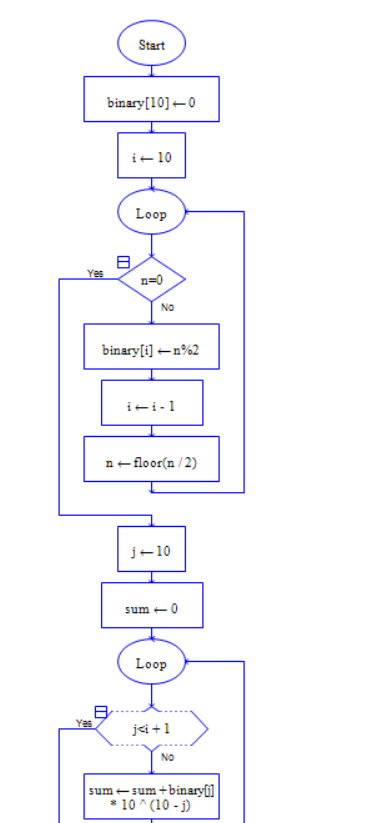 Start
binary[10] ← 0
i ← 10
Loop
Yes
n=0
No
binary[i] ← n%2
i ← i - 1
n ← floor(n / 2)
j ← 10
sum ← 0
Loop
Yes
j<i + 1
No
sum ← sum + binary[j]
* 10 ^ (10 - j)